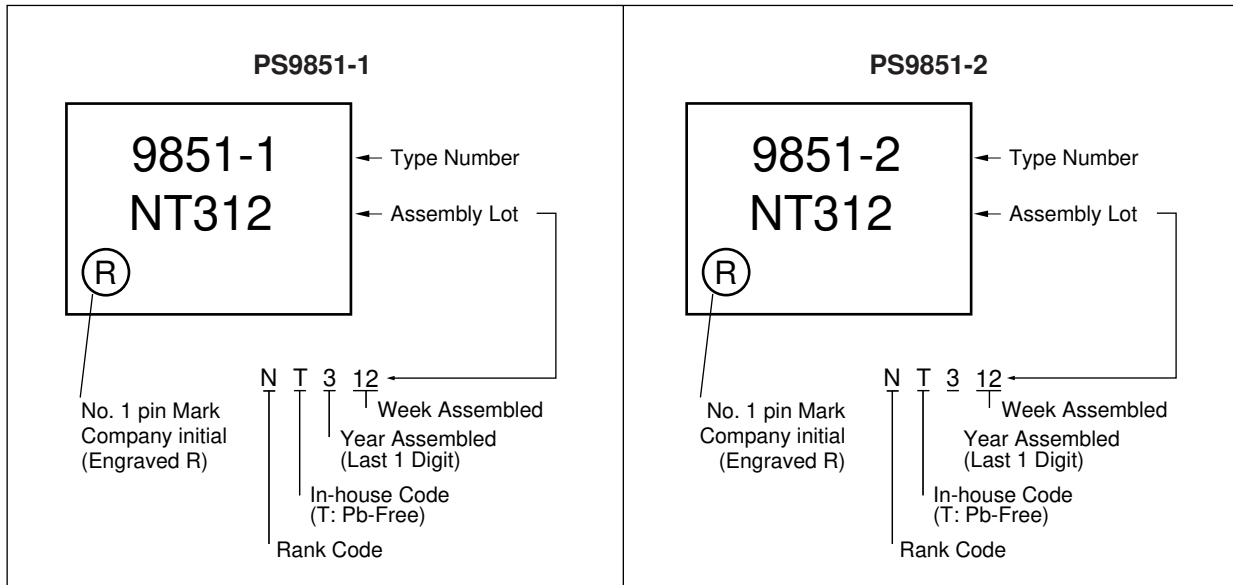 PS9851-1
9851-1
NT312
R
Type Number
Assembly Lot
N T 3 12
No. 1 pin Mark
Company initial
(Engraved R)
Week Assembled
Year Assembled
(Last 1 Digit)
In-house Code
(T: Pb-Free)
Rank Code
PS9851-2
9851-2
NT312
R
Type Number
Assembly Lot
N T 3 12
No. 1 pin Mark
Company initial
(Engraved R)
Week Assembled
Year Assembled
(Last 1 Digit)
In-house Code
(T: Pb-Free)
Rank Code